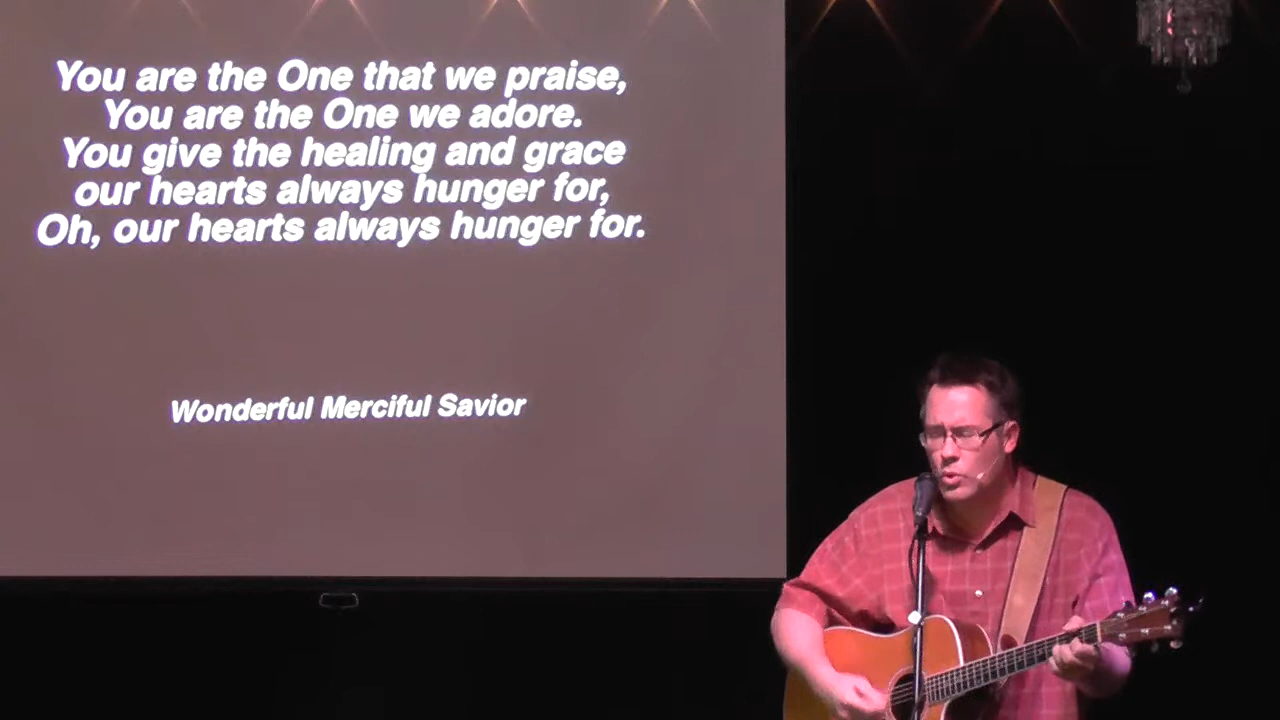 You are the One that we praise,
You are the One we adore.
You give the healing and grace
our hearts always hunger for,
Oh, our hearts always hunger for.
Wonderful Merciful Savior